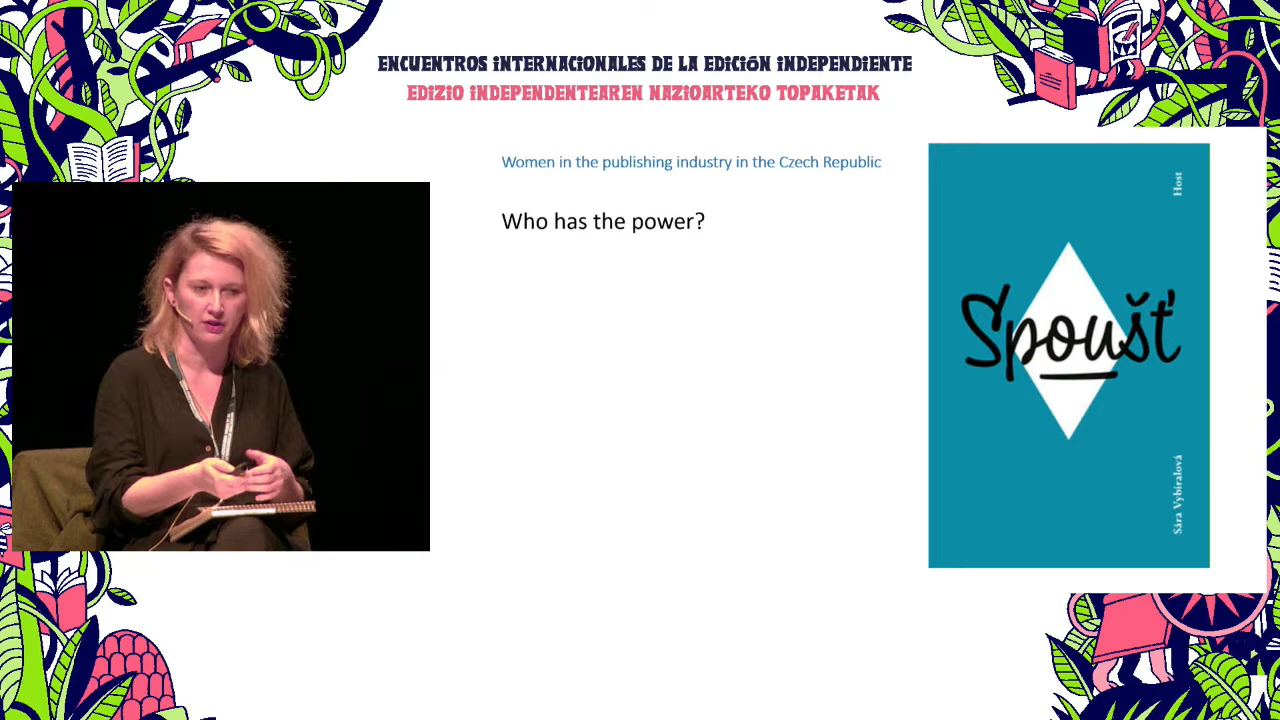 ENCUENTROS INTERNACIONALES DE LA EDICIÓN INDEPENDIENTE
EDIZIO INDEPENDENTEAREN NAZIOARTEKO TOPAKETAK
Women in the publishing industry in the Czech Republic
Who has the power?
Host
Spoušť
Sára Vybíralová